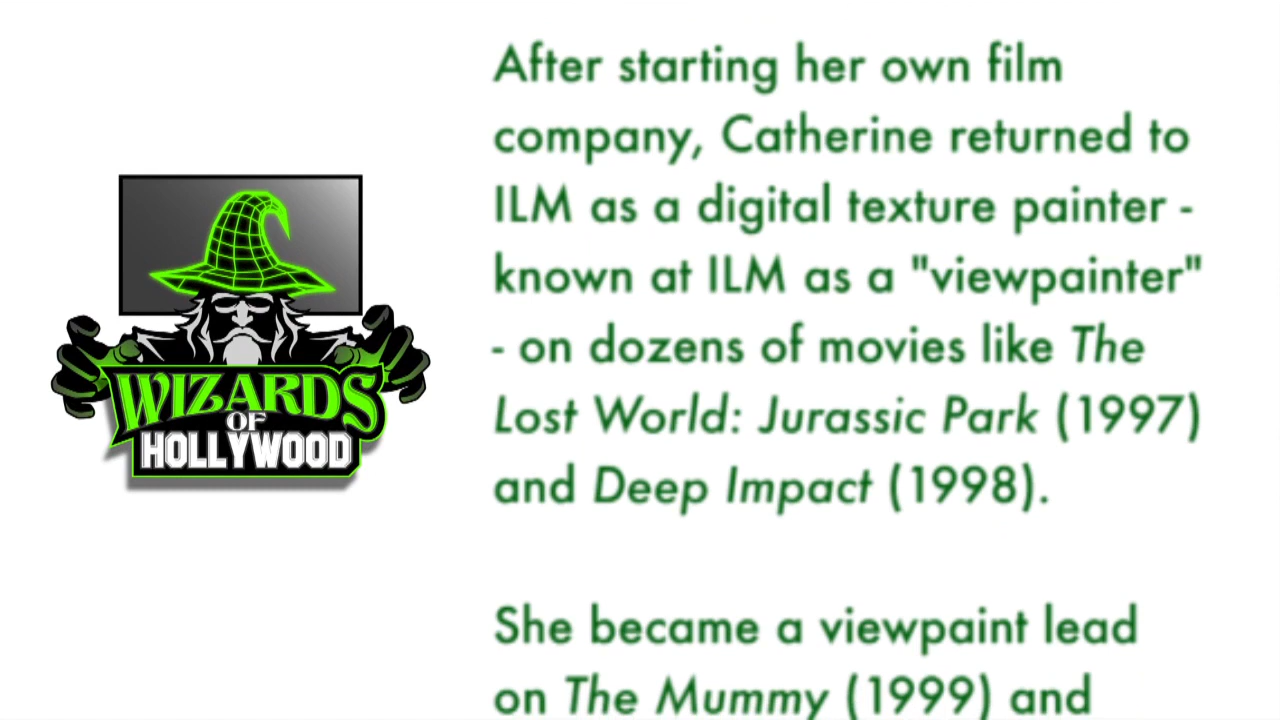 WIZARDS
OF
HOLLYWOOD
After starting her own film
company, Catherine returned to
ILM as a digital texture painter -
known at ILM as a "viewpainter"
- on dozens of movies like The
Lost World: Jurassic Park (1997)
and Deep Impact (1998).
She became a viewpaint lead
on The Mummy (1999) and